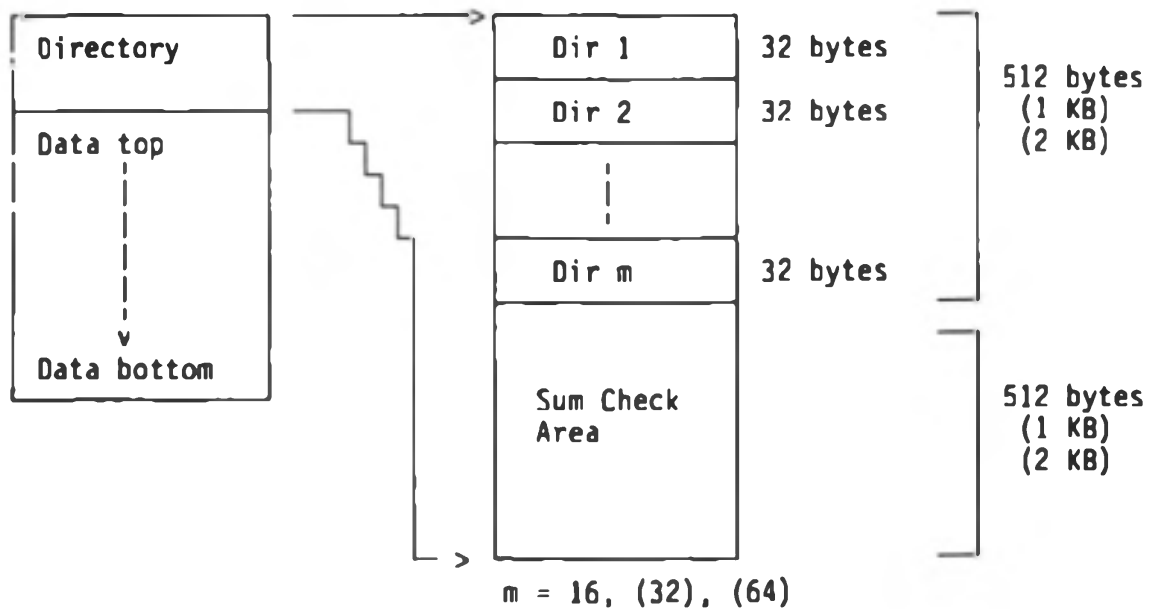 Directory
Data top
Data bottom
Dir 1
32 bytes
Dir 2
32 bytes
Dir m
32 bytes
Sum Check
Area
512 bytes
(1 KB)
(2 KB)
512 bytes
(1 KB)
(2 KB)
m = 16, (32), (64)